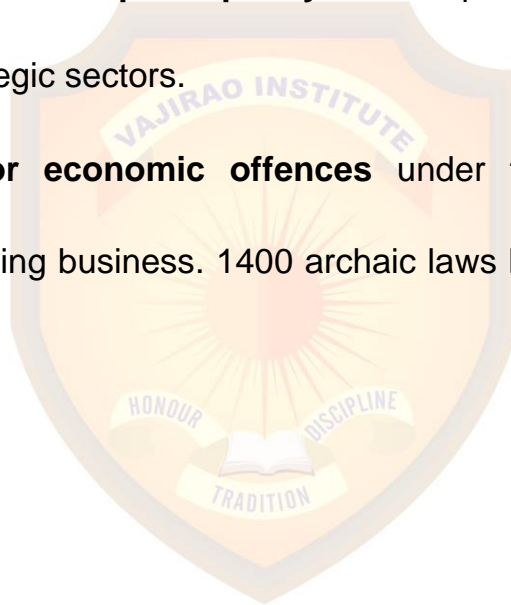 egic sectors.
VAJIRAO INSTITUTE
or economic offences under
ing business. 1400 archaic laws
HONOUR DISCIPLINE
TRADITION